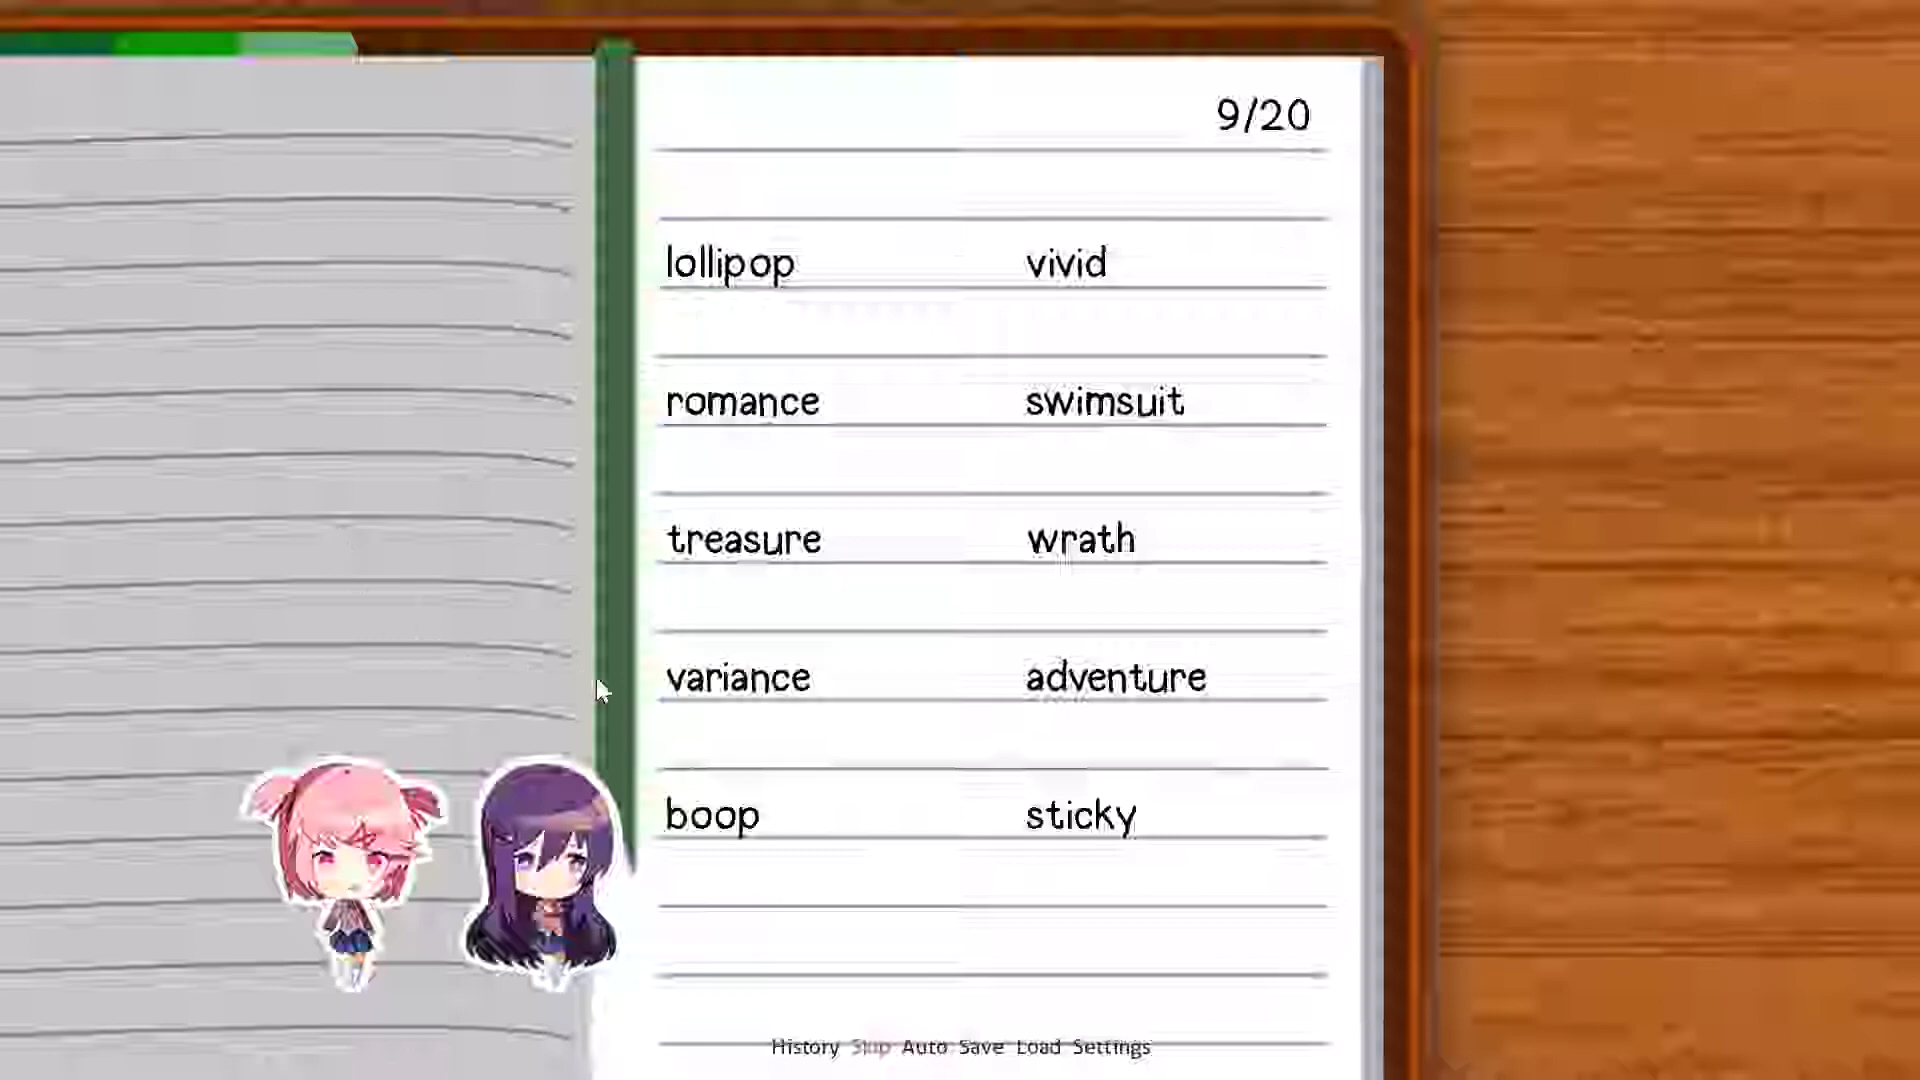 9/20
lollipop vivid
romance swimsuit
treasure wrath
variance adventure
boop sticky
History Skip Auto Save Load Settings